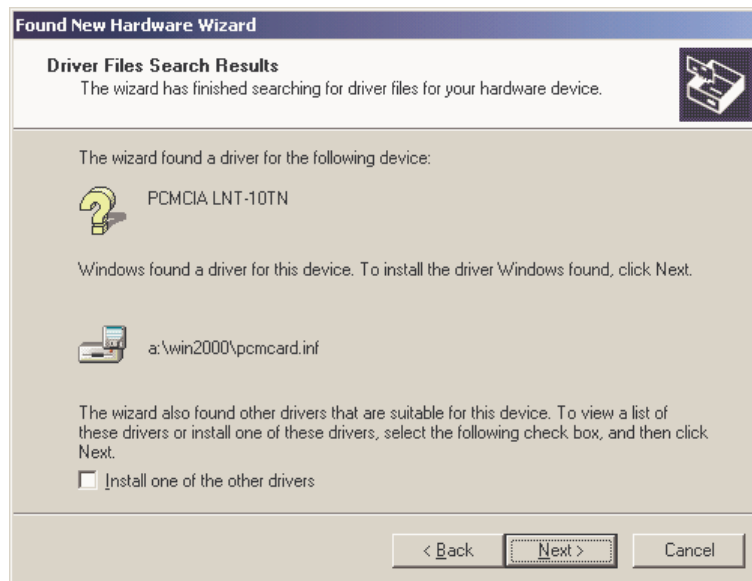 Found New Hardware Wizard
Driver Files Search Results
The wizard has finished searching for driver files for your hardware device.
The wizard found a driver for the following device:
PCMCIA LNT-10TN
Windows found a driver for this device. To install the driver Windows found, click Next.
a:\win2000\pcmcard.inf
The wizard also found other drivers that are suitable for this device. To view a list of
these drivers or install one of these drivers, select the following check box, and then click
Next.
Install one of the other drivers
< Back Next > Cancel